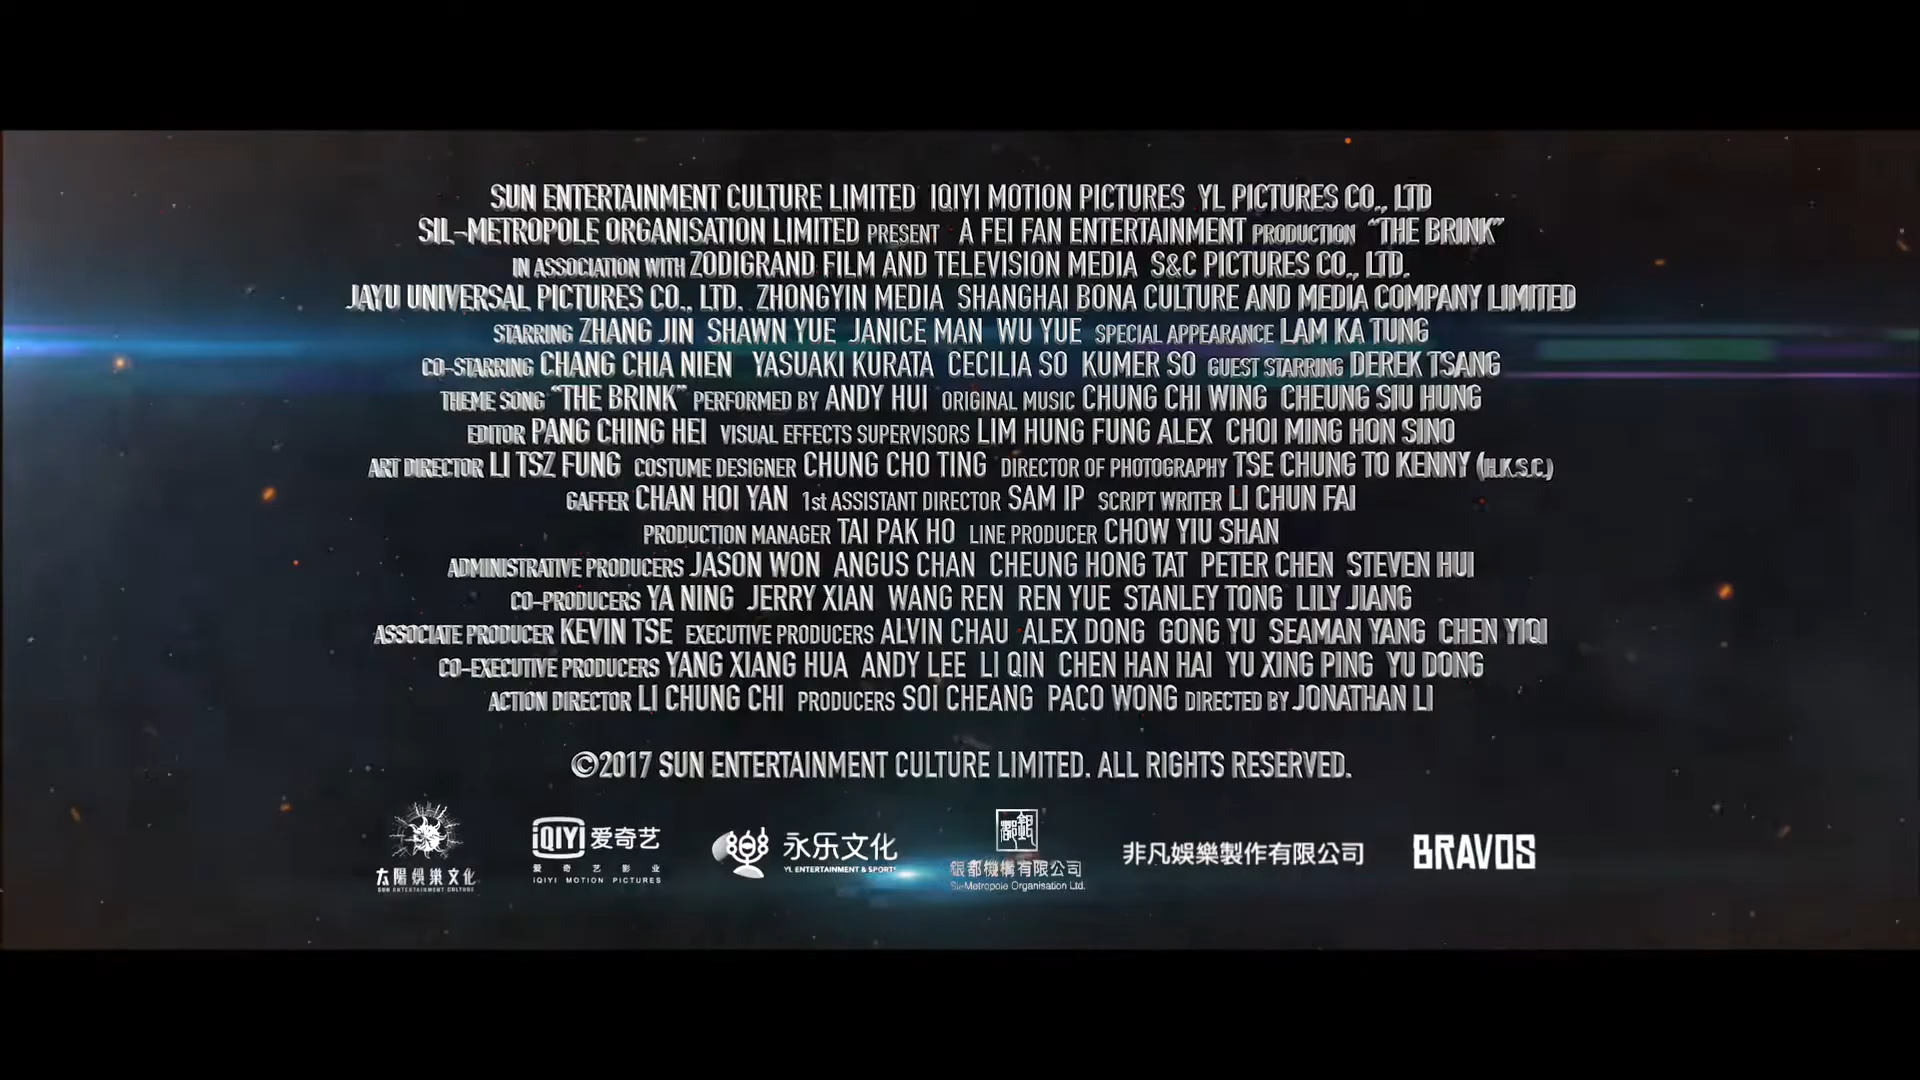 SUN ENTERTAINMENT CULTURE LIMITED IQIYI MOTION PICTURES YL PICTURES CO., LTD
SIL-METROPOLE ORGANISATION LIMITED PRESENT A FEI FAN ENTERTAINMENT PRODUCTION "THE BRINK"
IN ASSOCIATION WITH ZODIGRAND FILM AND TELEVISION MEDIA S&C PICTURES CO., LTD.
JAYU UNIVERSAL PICTURES CO., LTD. ZHONGYIN MEDIA SHANGHAI BONA CULTURE AND MEDIA COMPANY LIMITED
STARRING ZHANG JIN SHAWN YUE JANICE MAN WU YUE SPECIAL APPEARANCE LAM KA TUNG
CO-STARRING CHANG CHIA NIEN YASUAKI KURATA CECILIA SO KUMER SO GUEST STARRING DEREK TSANG
THEME SONG "THE BRINK" PERFORMED BY ANDY HUI ORIGINAL MUSIC CHUNG CHI WING CHEUNG SIU HUNG
EDITOR PANG CHING HEI VISUAL EFFECTS SUPERVISORS LIM HUNG FUNG ALEX CHOI MING HON SINO
ART DIRECTOR LI TSZ FUNG COSTUME DESIGNER CHUNG CHO TING DIRECTOR OF PHOTOGRAPHY TSE CHUNG TO KENNY (H.K.S.C.)
GAFFER CHAN HOI YAN 1st ASSISTANT DIRECTOR SAM IP SCRIPT WRITER LI CHUN FAI
PRODUCTION MANAGER TAI PAK HO LINE PRODUCER CHOW YIU SHAN
ADMINISTRATIVE PRODUCERS JASON WON ANGUS CHAN CHEUNG HONG TAT PETER CHEN STEVEN HUI
CO-PRODUCERS YA NING JERRY XIAN WANG REN REN YUE STANLEY TONG LILY JIANG
ASSOCIATE PRODUCER KEVIN TSE EXECUTIVE PRODUCERS ALVIN CHAU ALEX DONG GONG YU SEAMAN YANG CHEN YIQI
CO-EXECUTIVE PRODUCERS YANG XIANG HUA ANDY LEE LI QIN CHEN HAN HAI YU XING PING YU DONG
ACTION DIRECTOR LI CHUNG CHI PRODUCERS SOI CHEANG PACO WONG DIRECTED BY JONATHAN LI
©2017 SUN ENTERTAINMENT CULTURE LIMITED. ALL RIGHTS RESERVED.
太陽娛樂文化
SUN ENTERTAINMENT CULTURE
iQIYI 爱奇艺
爱奇艺影业
IQIYI MOTION PICTURES
永乐文化
YL ENTERTAINMENT & SPORTS
銀都
銀都機構有限公司
Sil-Metropole Organisation Ltd.
非凡娛樂製作有限公司
BRAVOS